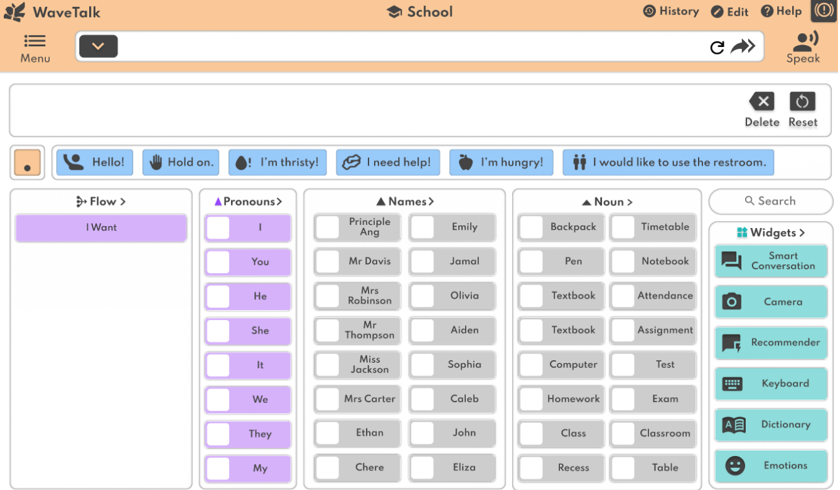 WaveTalk
School
History
Edit
Help
Menu
Speak
Delete
Reset
Hello!
Hold on.
I'm thristy!
I need help!
I'm hungry!
I would like to use the restroom.
Flow >
I Want
Pronouns>
I
You
He
She
It
We
They
My
Names>
Principle
Ang
Emily
Mr Davis
Jamal
Mrs
Robinson
Olivia
Mr
Thompson
Aiden
Miss
Jackson
Sophia
Mrs Carter
Caleb
Ethan
John
Chere
Eliza
Noun >
Backpack
Timetable
Pen
Notebook
Textbook
Attendance
Textbook
Assignment
Computer
Test
Homework
Exam
Class
Classroom
Recess
Table
Search
Widgets >
Smart
Conversation
Camera
Recommender
Keyboard
Dictionary
Emotions